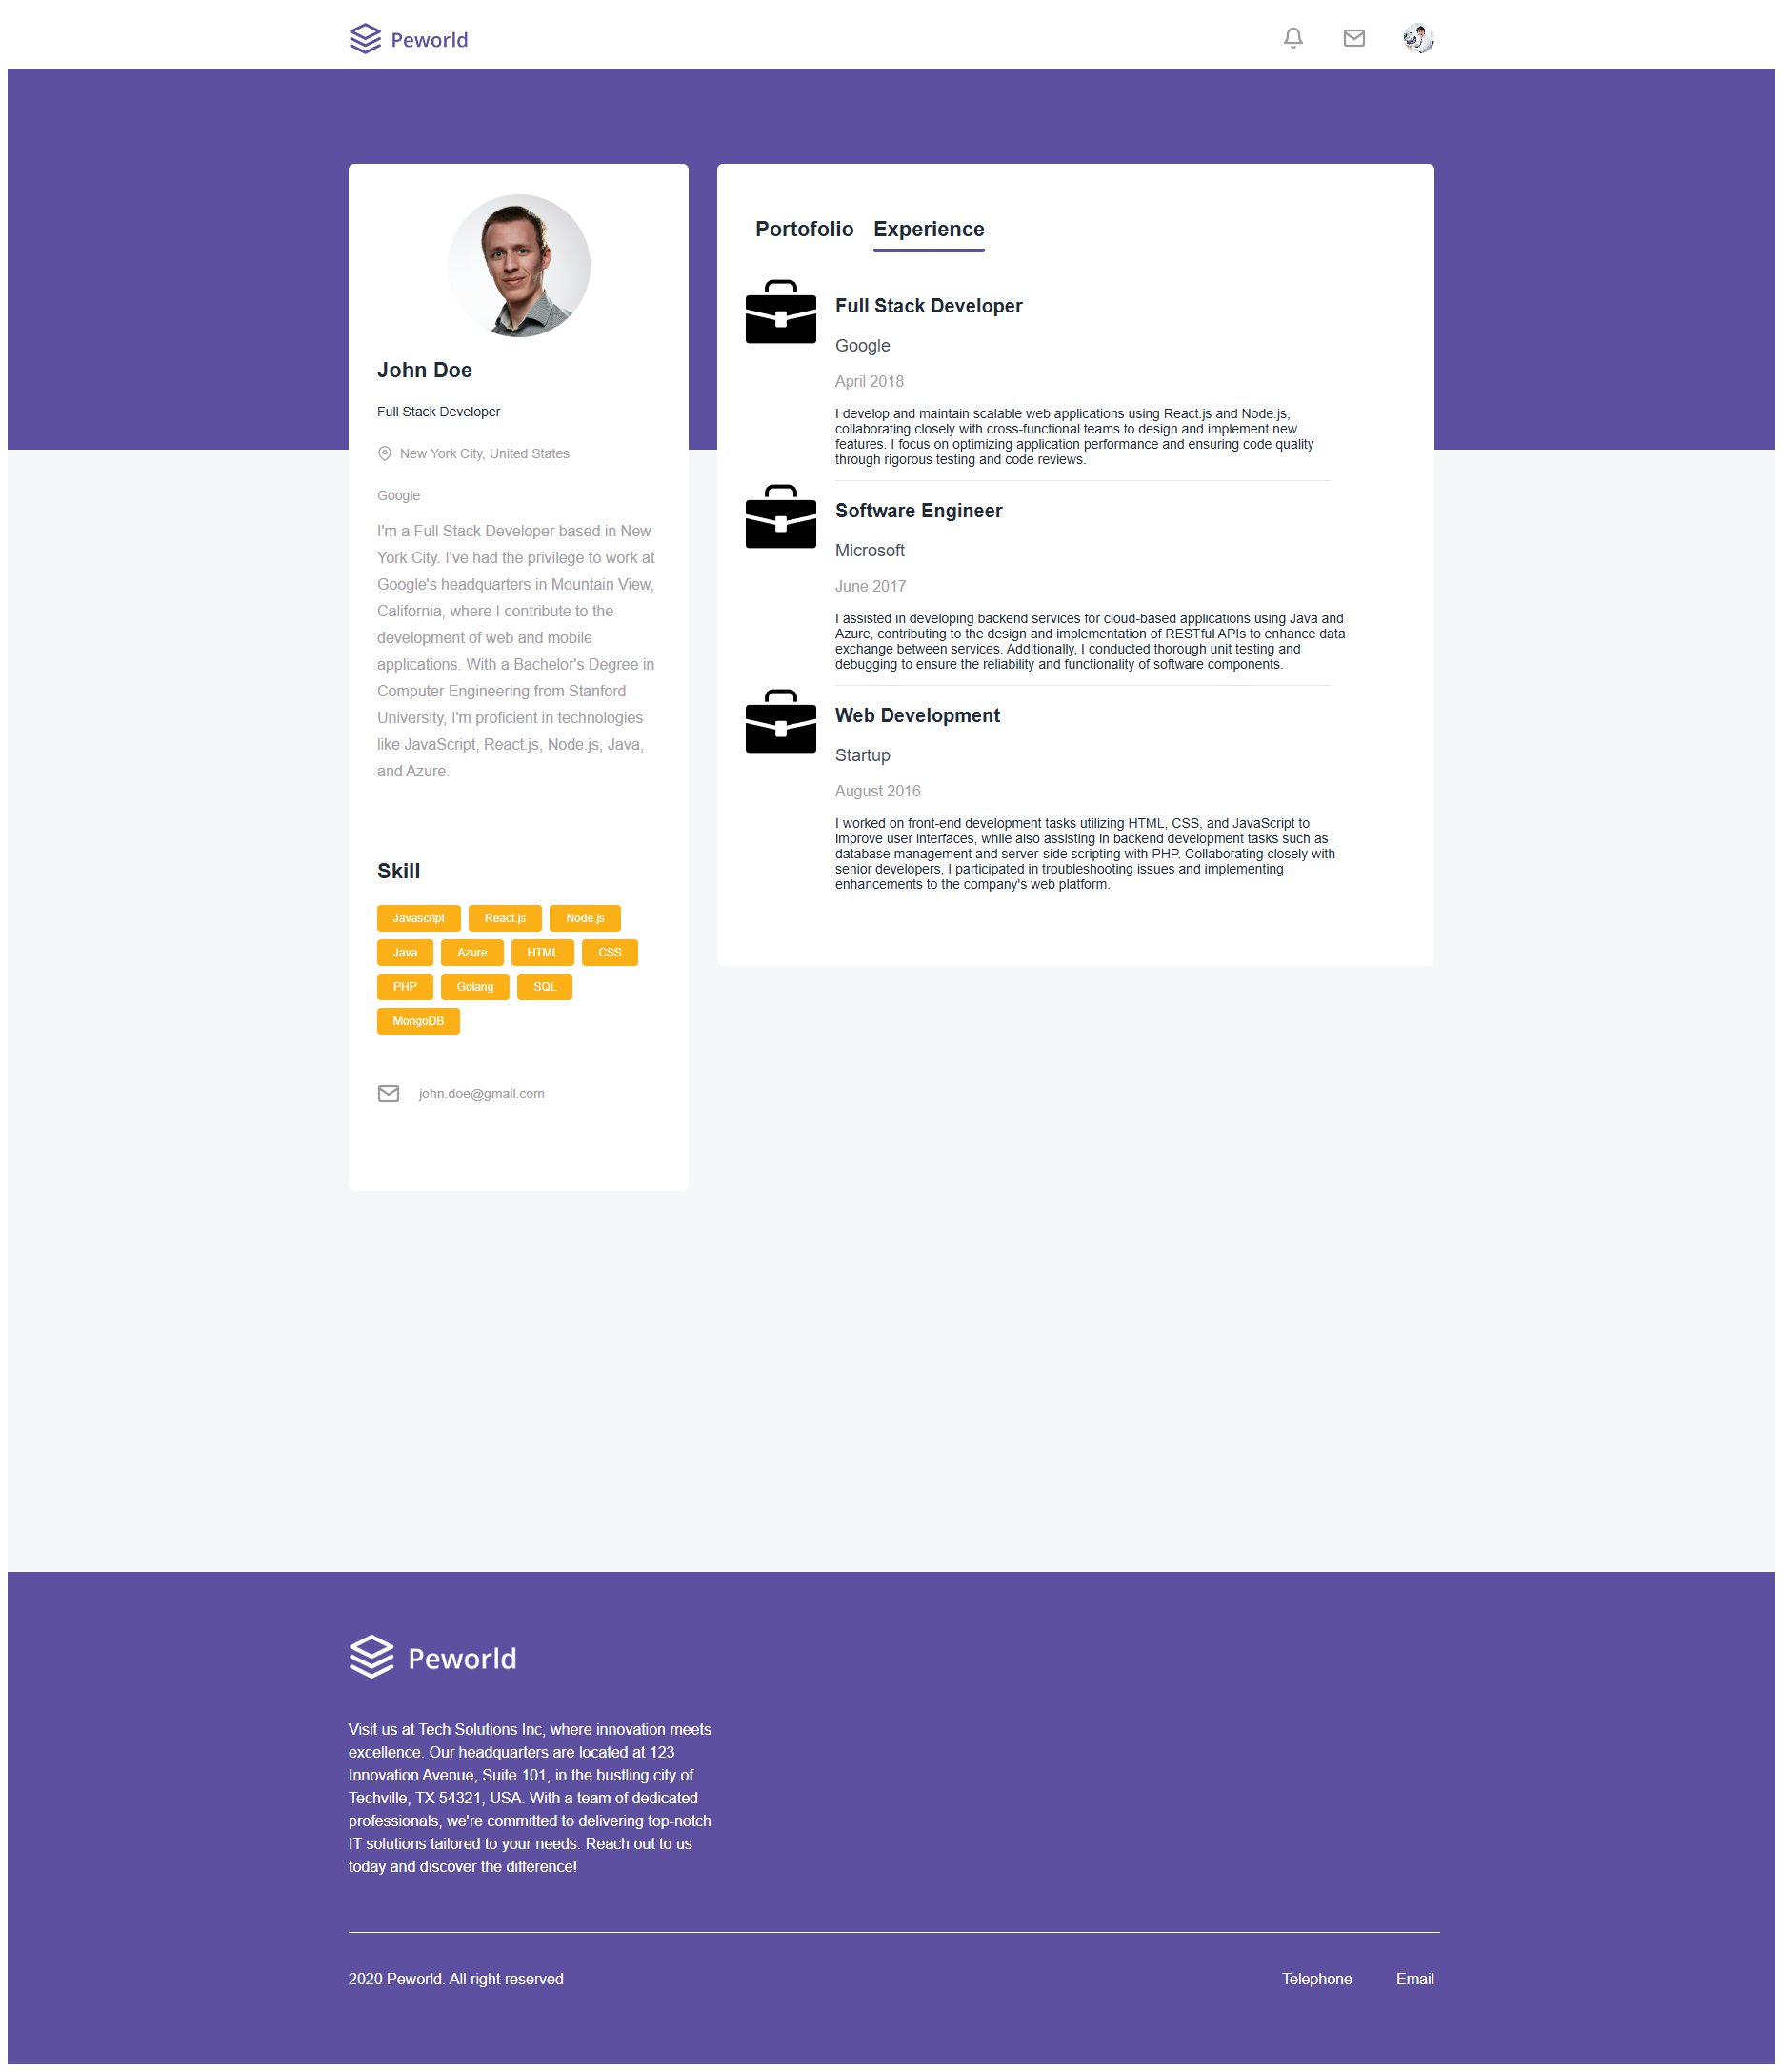 Peworld
John Doe
Full Stack Developer
New York City, United States
Google
I'm a Full Stack Developer based in New
York City. I've had the privilege to work at
Google's headquarters in Mountain View,
California, where I contribute to the
development of web and mobile
applications. With a Bachelor's Degree in
Computer Engineering from Stanford
University, I'm proficient in technologies
like JavaScript, React.js, Node.js, Java,
and Azure.
Skill
Javascript React.js Node.js
Java Azure HTML CSS
PHP Golang SQL
MongoDB
john.doe@gmail.com
Portofolio Experience
Full Stack Developer
Google
April 2018
I develop and maintain scalable web applications using React.js and Node.js,
collaborating closely with cross-functional teams to design and implement new
features. I focus on optimizing application performance and ensuring code quality
through rigorous testing and code reviews.
Software Engineer
Microsoft
June 2017
I assisted in developing backend services for cloud-based applications using Java and
Azure, contributing to the design and implementation of RESTful APIs to enhance data
exchange between services. Additionally, I conducted thorough unit testing and
debugging to ensure the reliability and functionality of software components.
Web Development
Startup
August 2016
I worked on front-end development tasks utilizing HTML, CSS, and JavaScript to
improve user interfaces, while also assisting in backend development tasks such as
database management and server-side scripting with PHP. Collaborating closely with
senior developers, I participated in troubleshooting issues and implementing
enhancements to the company's web platform.
Peworld
Visit us at Tech Solutions Inc, where innovation meets
excellence. Our headquarters are located at 123
Innovation Avenue, Suite 101, in the bustling city of
Techville, TX 54321, USA. With a team of dedicated
professionals, we're committed to delivering top-notch
IT solutions tailored to your needs. Reach out to us
today and discover the difference!
2020 Peworld. All right reserved
Telephone Email